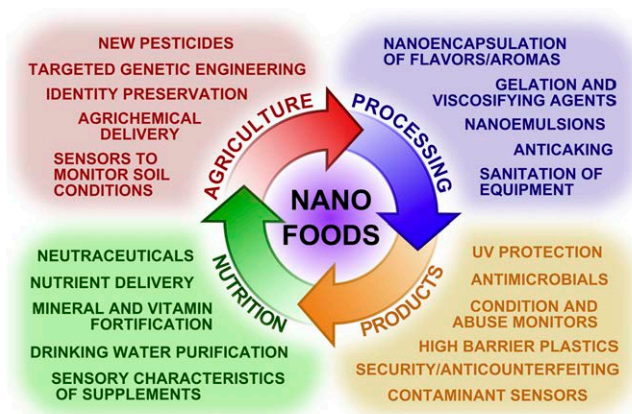 NEW PESTICIDES
TARGETED GENETIC ENGINEERING
IDENTITY PRESERVATION
AGRICHEMICAL
DELIVERY
SENSORS TO
MONITOR SOIL
CONDITIONS
AGRICULTURE
NANOENCAPSULATION
OF FLAVORS/AROMAS
GELATION AND
VISCOSIFYING AGENTS
NANOEMULSIONS
ANTICAKING
SANITATION OF
EQUIPMENT
PROCESSING
NANO
FOODS
NEUTRACEUTICALS
NUTRIENT DELIVERY
MINERAL AND VITAMIN
FORTIFICATION
DRINKING WATER PURIFICATION
SENSORY CHARACTERISTICS
OF SUPPLEMENTS
NUTRITION
UV PROTECTION
ANTIMICROBIALS
CONDITION AND
ABUSE MONITORS
HIGH BARRIER PLASTICS
SECURITY/ANTICOUNTERFEITING
CONTAMINANT SENSORS
PRODUCTS